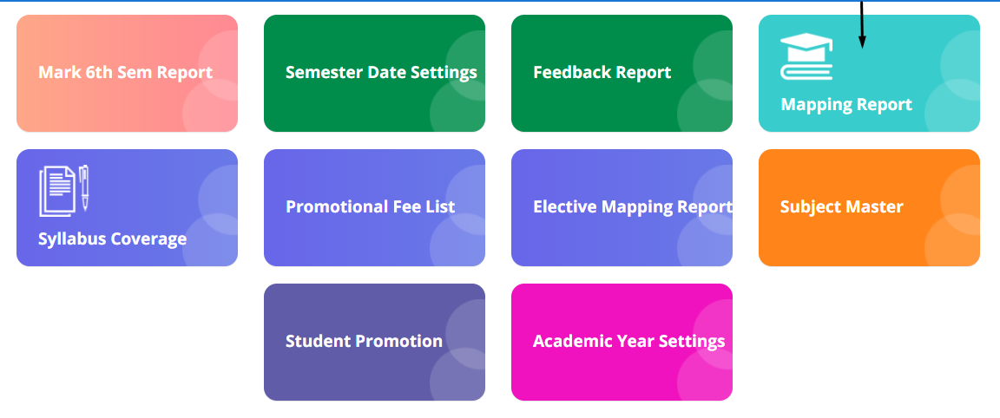 Mark 6th Sem Report
Semester Date Settings
Feedback Report
Mapping Report
Syllabus Coverage
Promotional Fee List
Elective Mapping Report
Subject Master
Student Promotion
Academic Year Settings